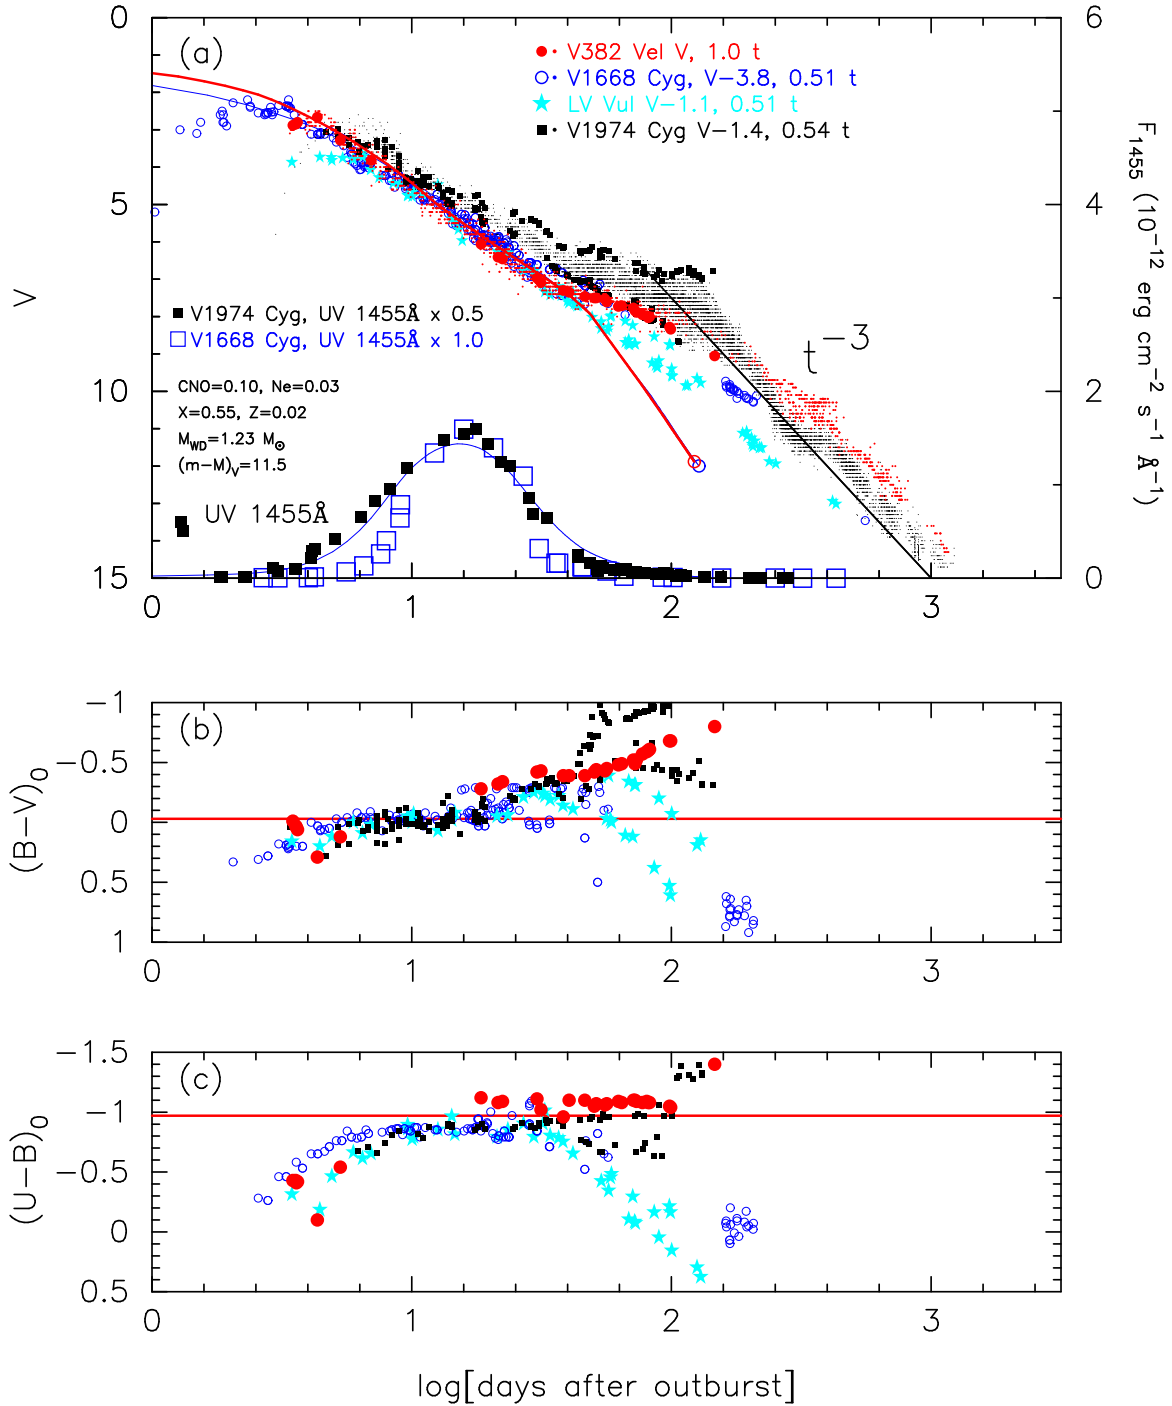 (a)
V382 Vel V, 1.0 t
V1668 Cyg, V−3.8, 0.51 t
LV Vul V−1.1, 0.51 t
V1974 Cyg V−1.4, 0.54 t
0
5
10
15
V
6
4
2
0
F1455 (10−12 erg cm−2 s−1 Å−1)
t−3
V1974 Cyg, UV 1455Å x 0.5
V1668 Cyg, UV 1455Å x 1.0
CNO=0.10, Ne=0.03
X=0.55, Z=0.02
MWD=1.23 M⊙
(m−M)V=11.5
UV 1455Å
0 1 2 3
(b)
−1
−0.5
0
0.5
1
(B−V)0
0 1 2 3
(c)
−1.5
−1
−0.5
0
0.5
(U−B)0
0 1 2 3
log[days after outburst]